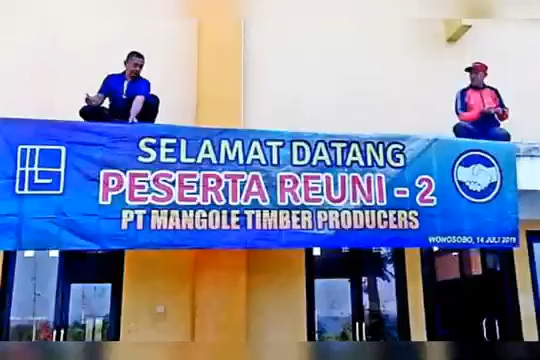 SELAMAT DATANG
PESERTA REUNI - 2
PT MANGOLE TIMBER PRODUCERS
WONOSOBO, 14 JULI 2019